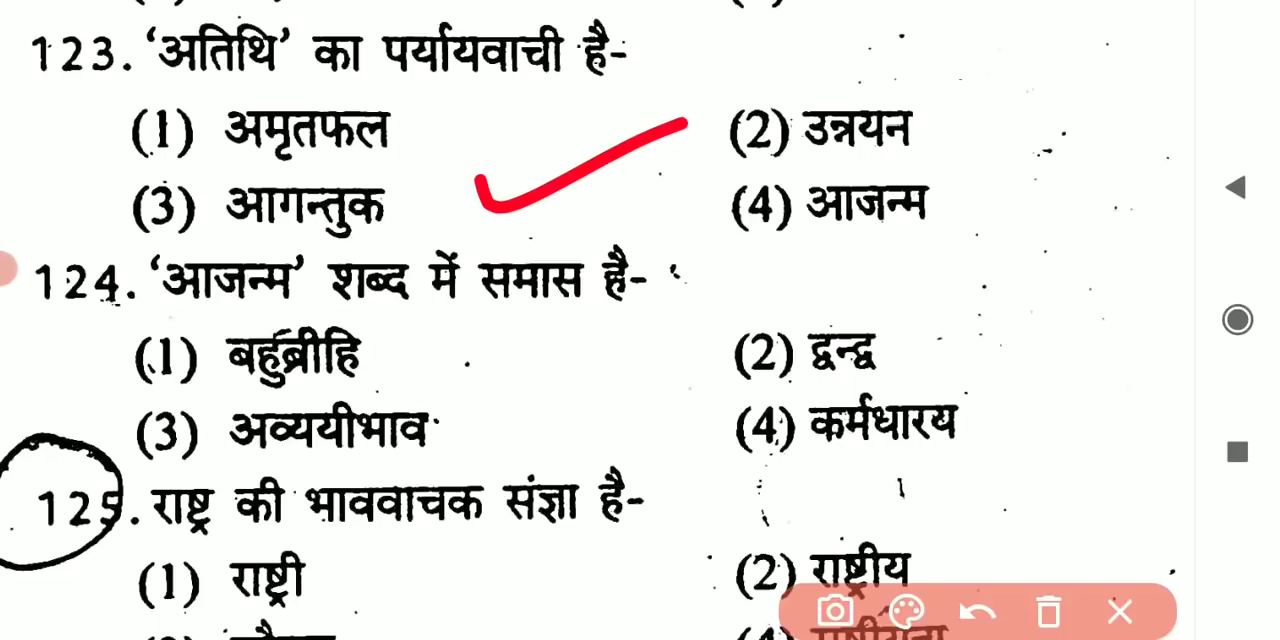 123. ‘अतिथि’ का पर्यायवाची है-
(1) अमृतफल (2) उन्नयन
(3) आगन्तुक (4) आजन्म
124. ‘आजन्म’ शब्द में समास है-
(1) बहुब्रीहि (2) द्वन्द्व
(3) अव्ययीभाव (4) कर्मधारय
125. राष्ट्र की भाववाचक संज्ञा है-
(1) राष्ट्री (2) राष्ट्रीय